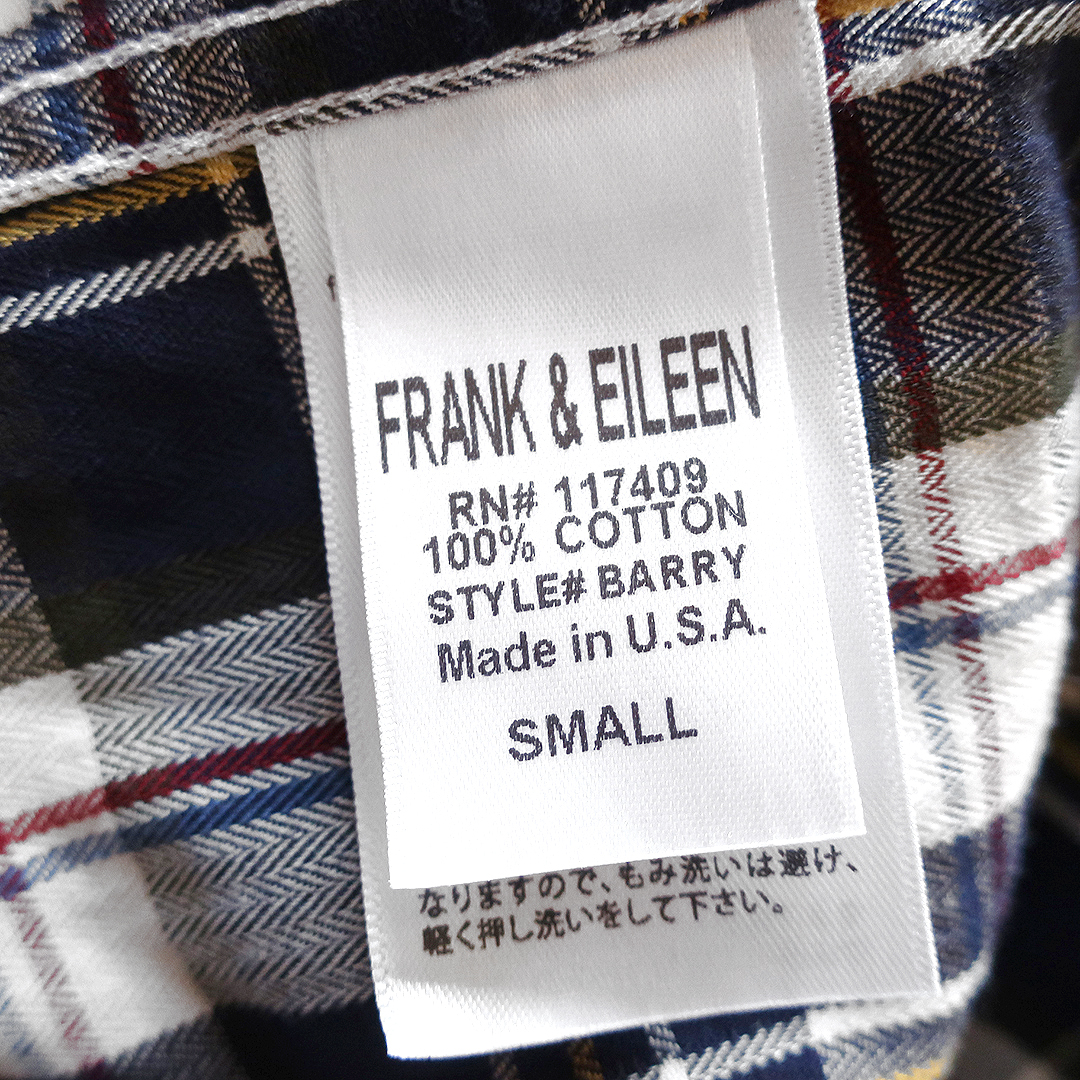 FRANK & EILEEN
RN# 117409
100% COTTON
STYLE# BARRY
Made in U.S.A.
SMALL
なりますので、もみ洗いは避け、
軽く押し洗いをして下さい。